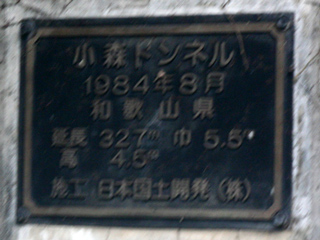 小森トンネル
1984年8月
和歌山県
延長 327m 巾 5.5m
高 4.5m
施工 日本国土開発(株)